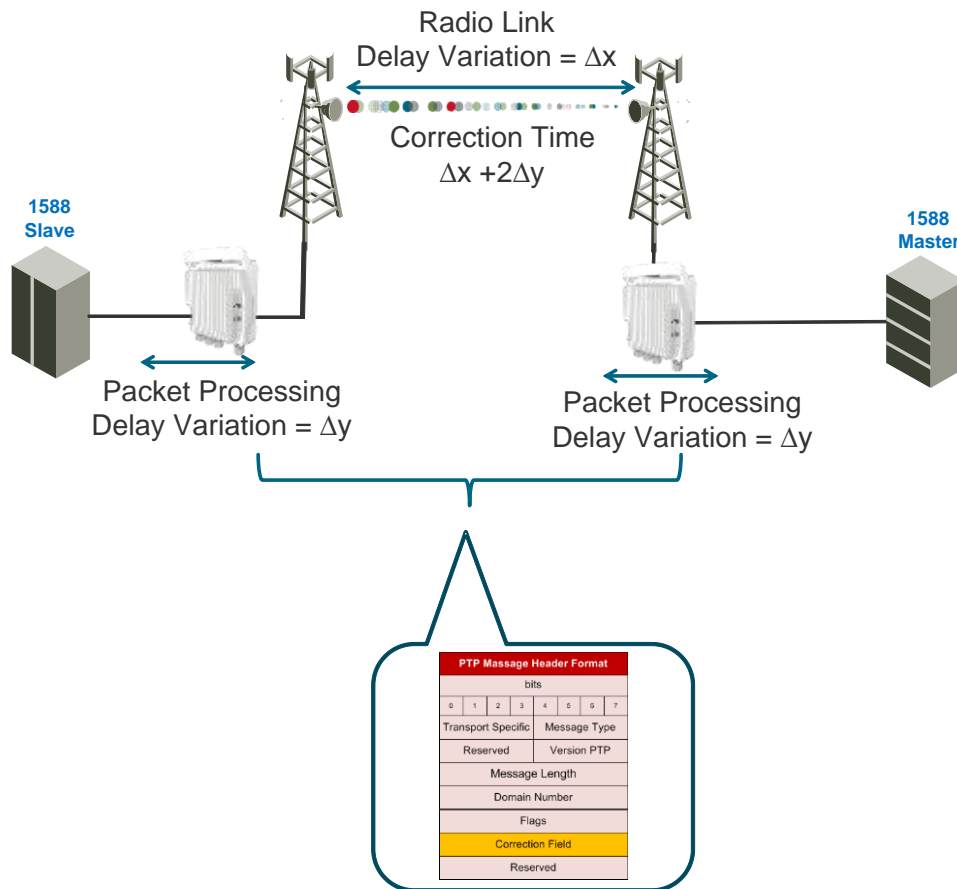 Radio Link
Delay Variation = Δx
Correction Time
Δx +2Δy
1588
Slave
1588
Master
Packet Processing
Delay Variation = Δy
Packet Processing
Delay Variation = Δy
PTP Massage Header Format
bits
0 1 2 3 4 5 6 7
Transport Specific Message Type
Reserved Version PTP
Message Length
Domain Number
Flags
Correction Field
Reserved